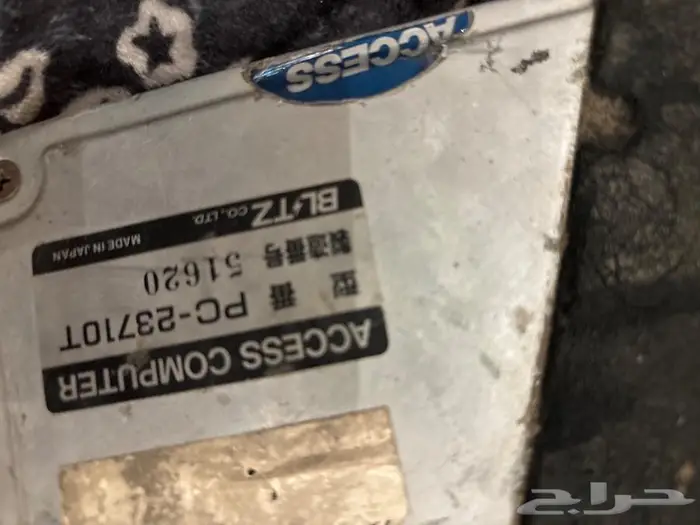 ACCESS
ACCESS COMPUTER
型 番 PC-23710T
製造番号 51620
BLITZ CO.,LTD. MADE IN JAPAN
حراج